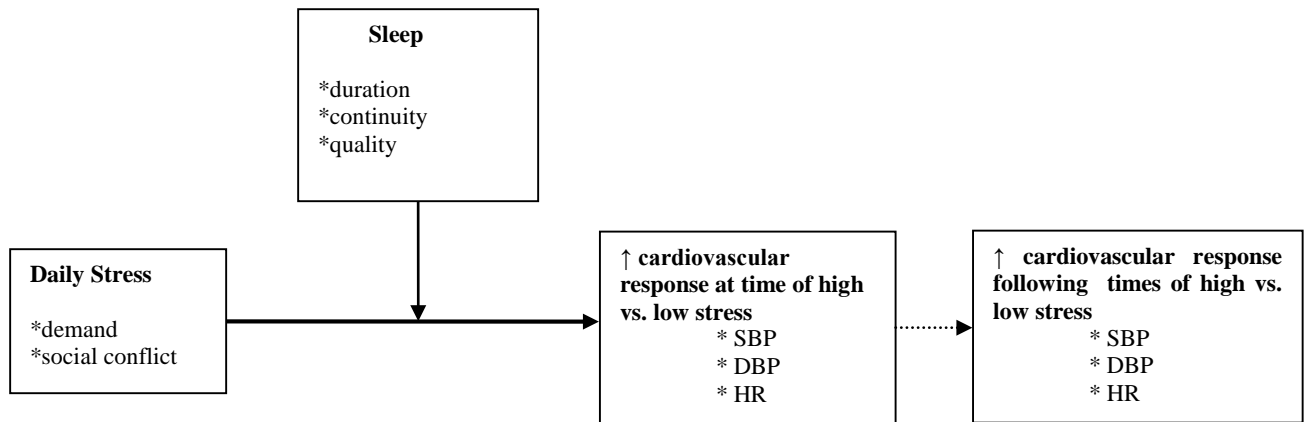 Sleep
*duration
*continuity
*quality
Daily Stress
*demand
*social conflict
↑ cardiovascular
response at time of high
vs. low stress
* SBP
* DBP
* HR
↑ cardiovascular response
following times of high vs.
low stress
* SBP
* DBP
* HR